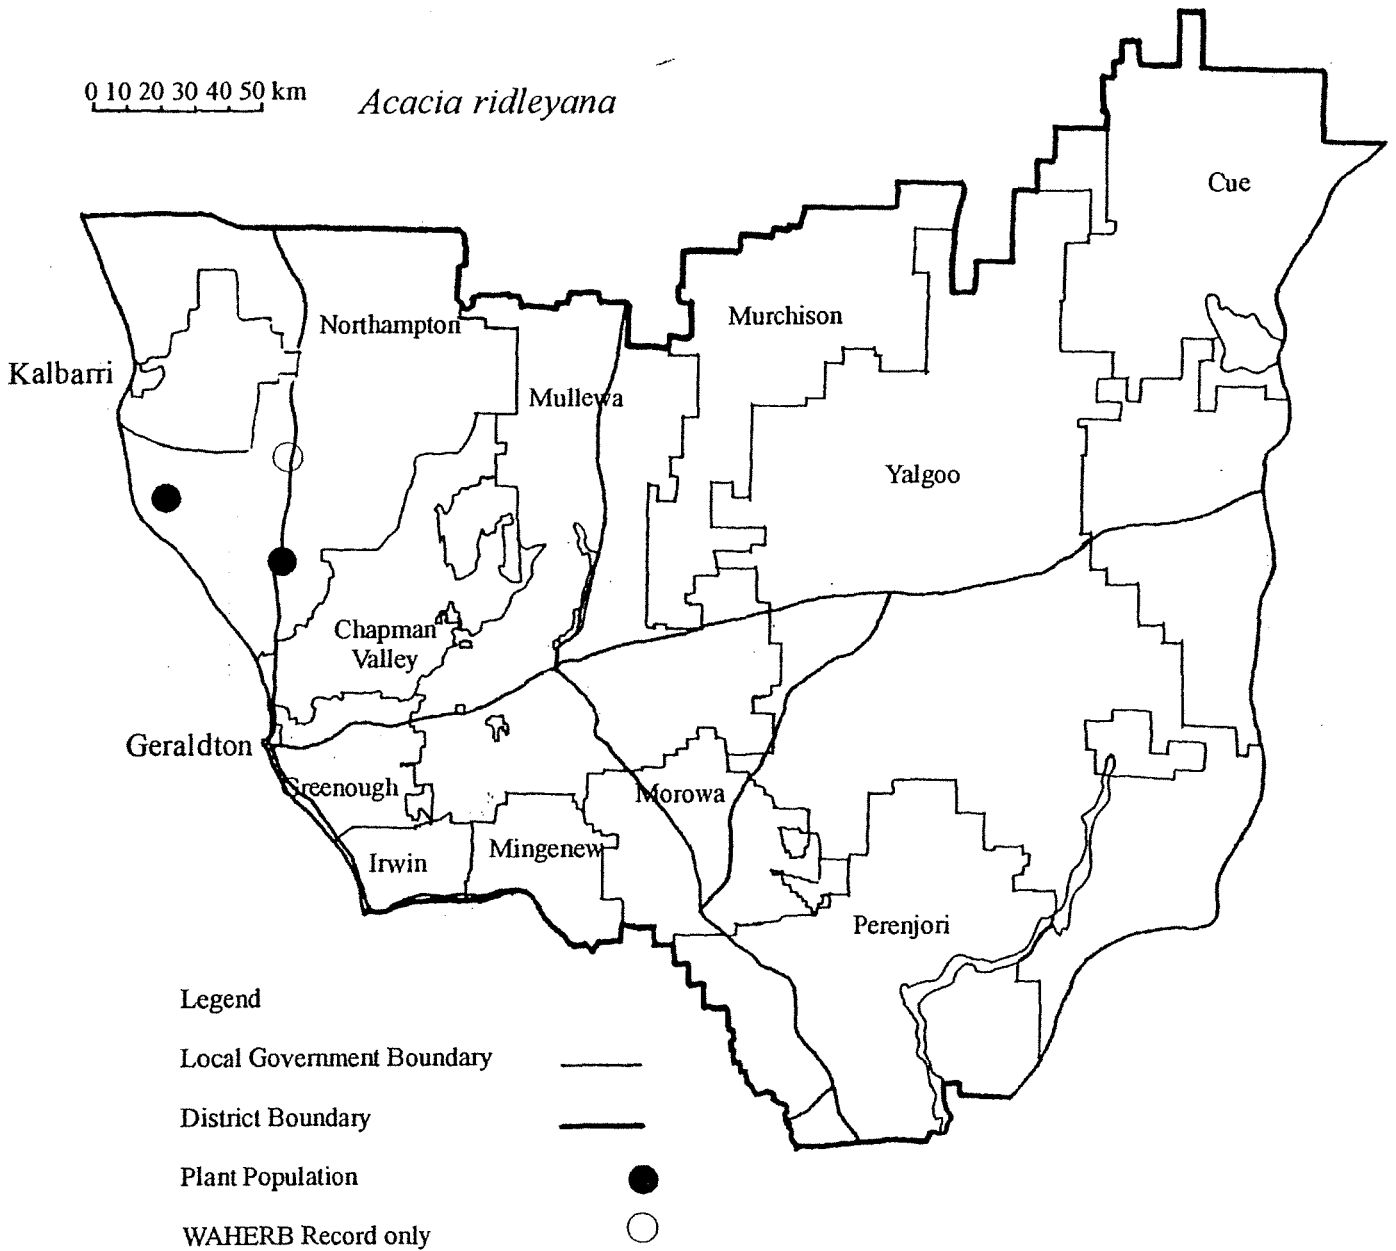 0 10 20 30 40 50 km
Acacia ridleyana
Cue
Northampton
Murchison
Kalbarri
Mullewa
Yalgoo
Chapman
Valley
Geraldton
Greenough
Morowa
Irwin
Mingenew
Perenjori
Legend
Local Government Boundary
District Boundary
Plant Population
WAHERB Record only